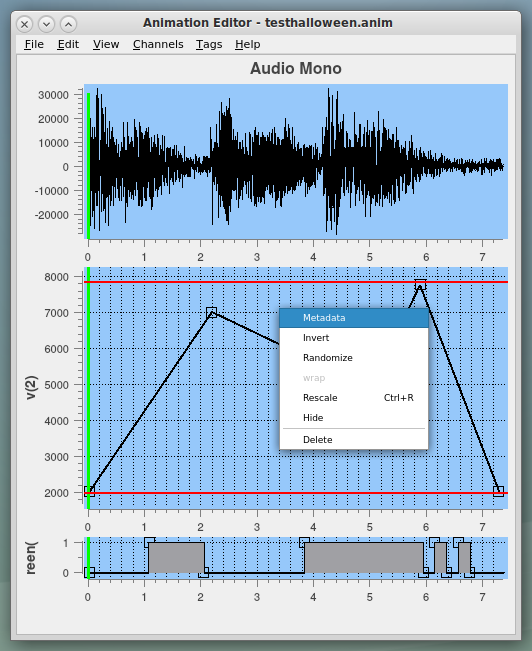 Animation Editor - testhalloween.anim
File Edit View Channels Tags Help
Audio Mono
30000
20000
10000
0
-10000
-20000
0 1 2 3 4 5 6 7
v(2)
8000
7000
6000
5000
4000
3000
2000
Metadata
Invert
Randomize
wrap
Rescale Ctrl+R
Hide
Delete
0 1 2 3 4 5 6 7
reen(
1
0
0 1 2 3 4 5 6 7